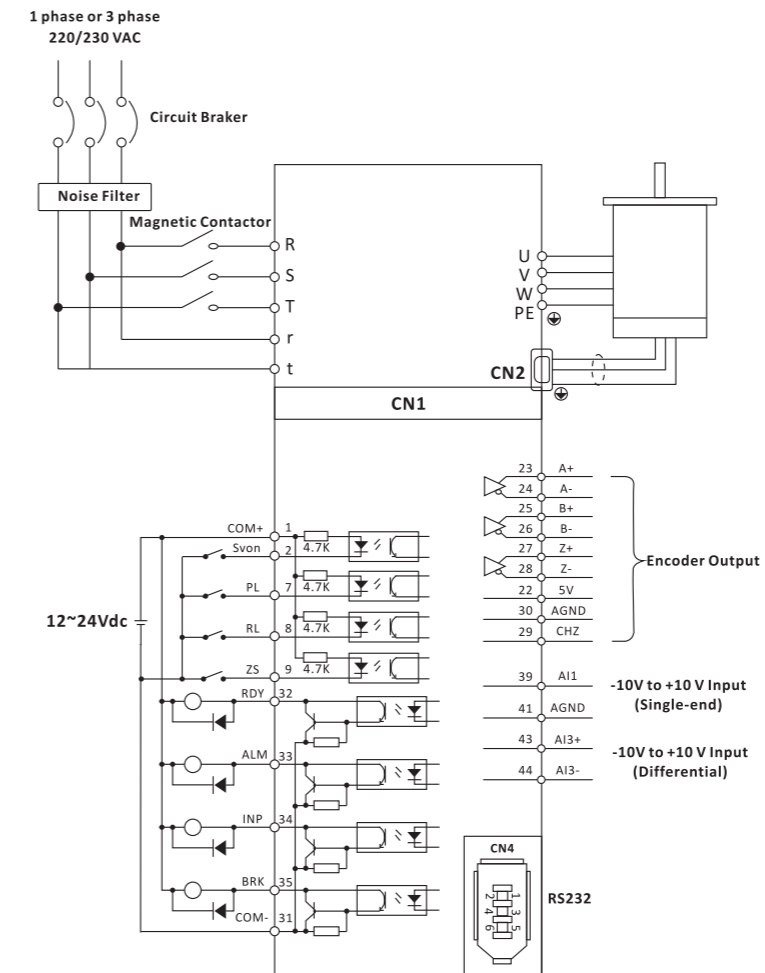 1 phase or 3 phase
220/230 VAC
Circuit Braker
Noise Filter
Magnetic Contactor
R
S
T
r
t
U
V
W
PE
CN2
CN1
23 A+
24 A-
25 B+
26 B-
27 Z+
28 Z-
22 5V
30 AGND
29 CHZ
Encoder Output
COM+ 1
4.7K
Svon 2
PL 7
4.7K
RL 8
4.7K
ZS 9
4.7K
12~24Vdc
RDY 32
ALM 33
INP 34
BRK 35
COM- 31
39 AI1
41 AGND
-10V to +10 V Input
(Single-end)
43 AI3+
44 AI3-
-10V to +10V Input
(Differential)
CN4
RS232
1
2
3
4
5
6